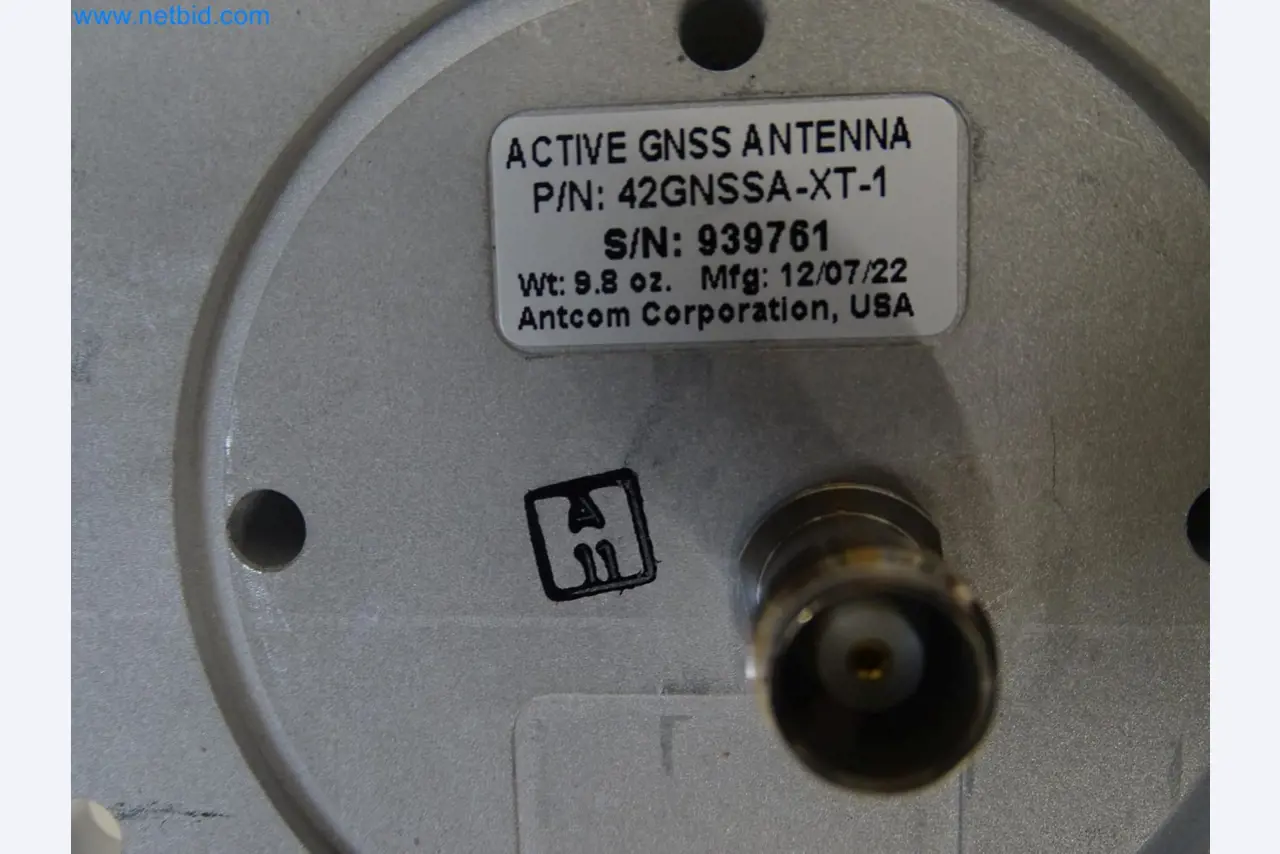 www.netbid.com
ACTIVE GNSS ANTENNA
P/N: 42GNSSA-XT-1
S/N: 939761
Wt: 9.8 oz. Mfg: 12/07/22
Antcom Corporation, USA
A
11